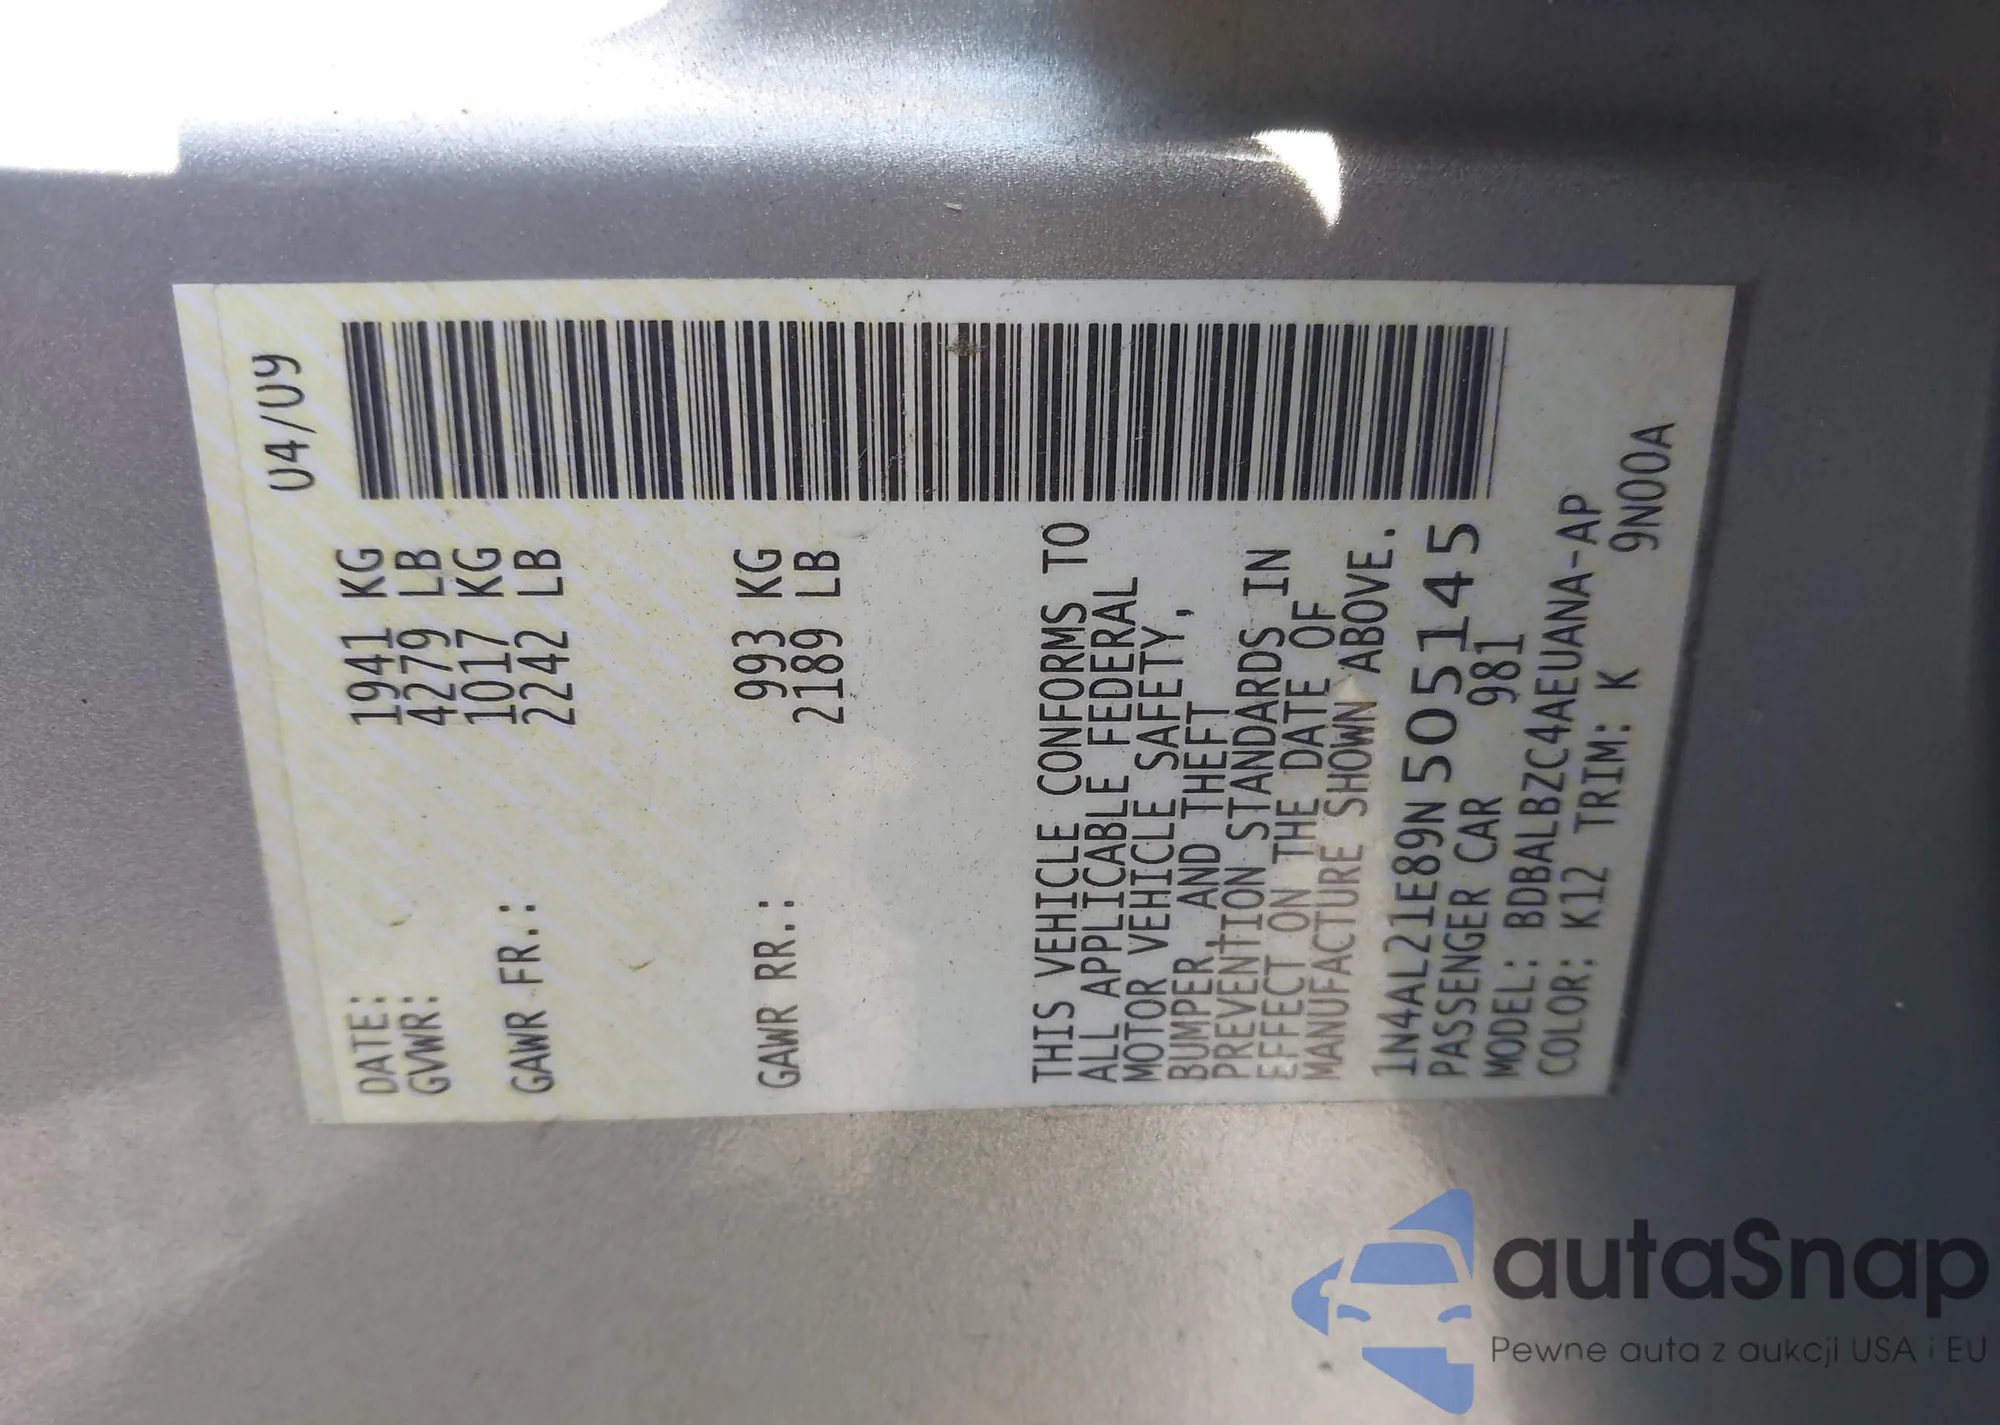 04/09
DATE: 1941 KG
GVWR: 4279 LB
1017 KG
GAWR FR.: 2242 LB
993 KG
GAWR RR.: 2189 LB
THIS VEHICLE CONFORMS TO
ALL APPLICABLE FEDERAL
MOTOR VEHICLE SAFETY,
BUMPER, AND THEFT
PREVENTION STANDARDS IN
EFFECT ON THE DATE OF
MANUFACTURE SHOWN ABOVE.
1N4AL21E89N505145
PASSENGER CAR 981
MODEL: BDBALBZC4AEUANA-AP
COLOR: K12 TRIM: K
9N00A
autaSnap
Pewne auta z aukcji USA i EU